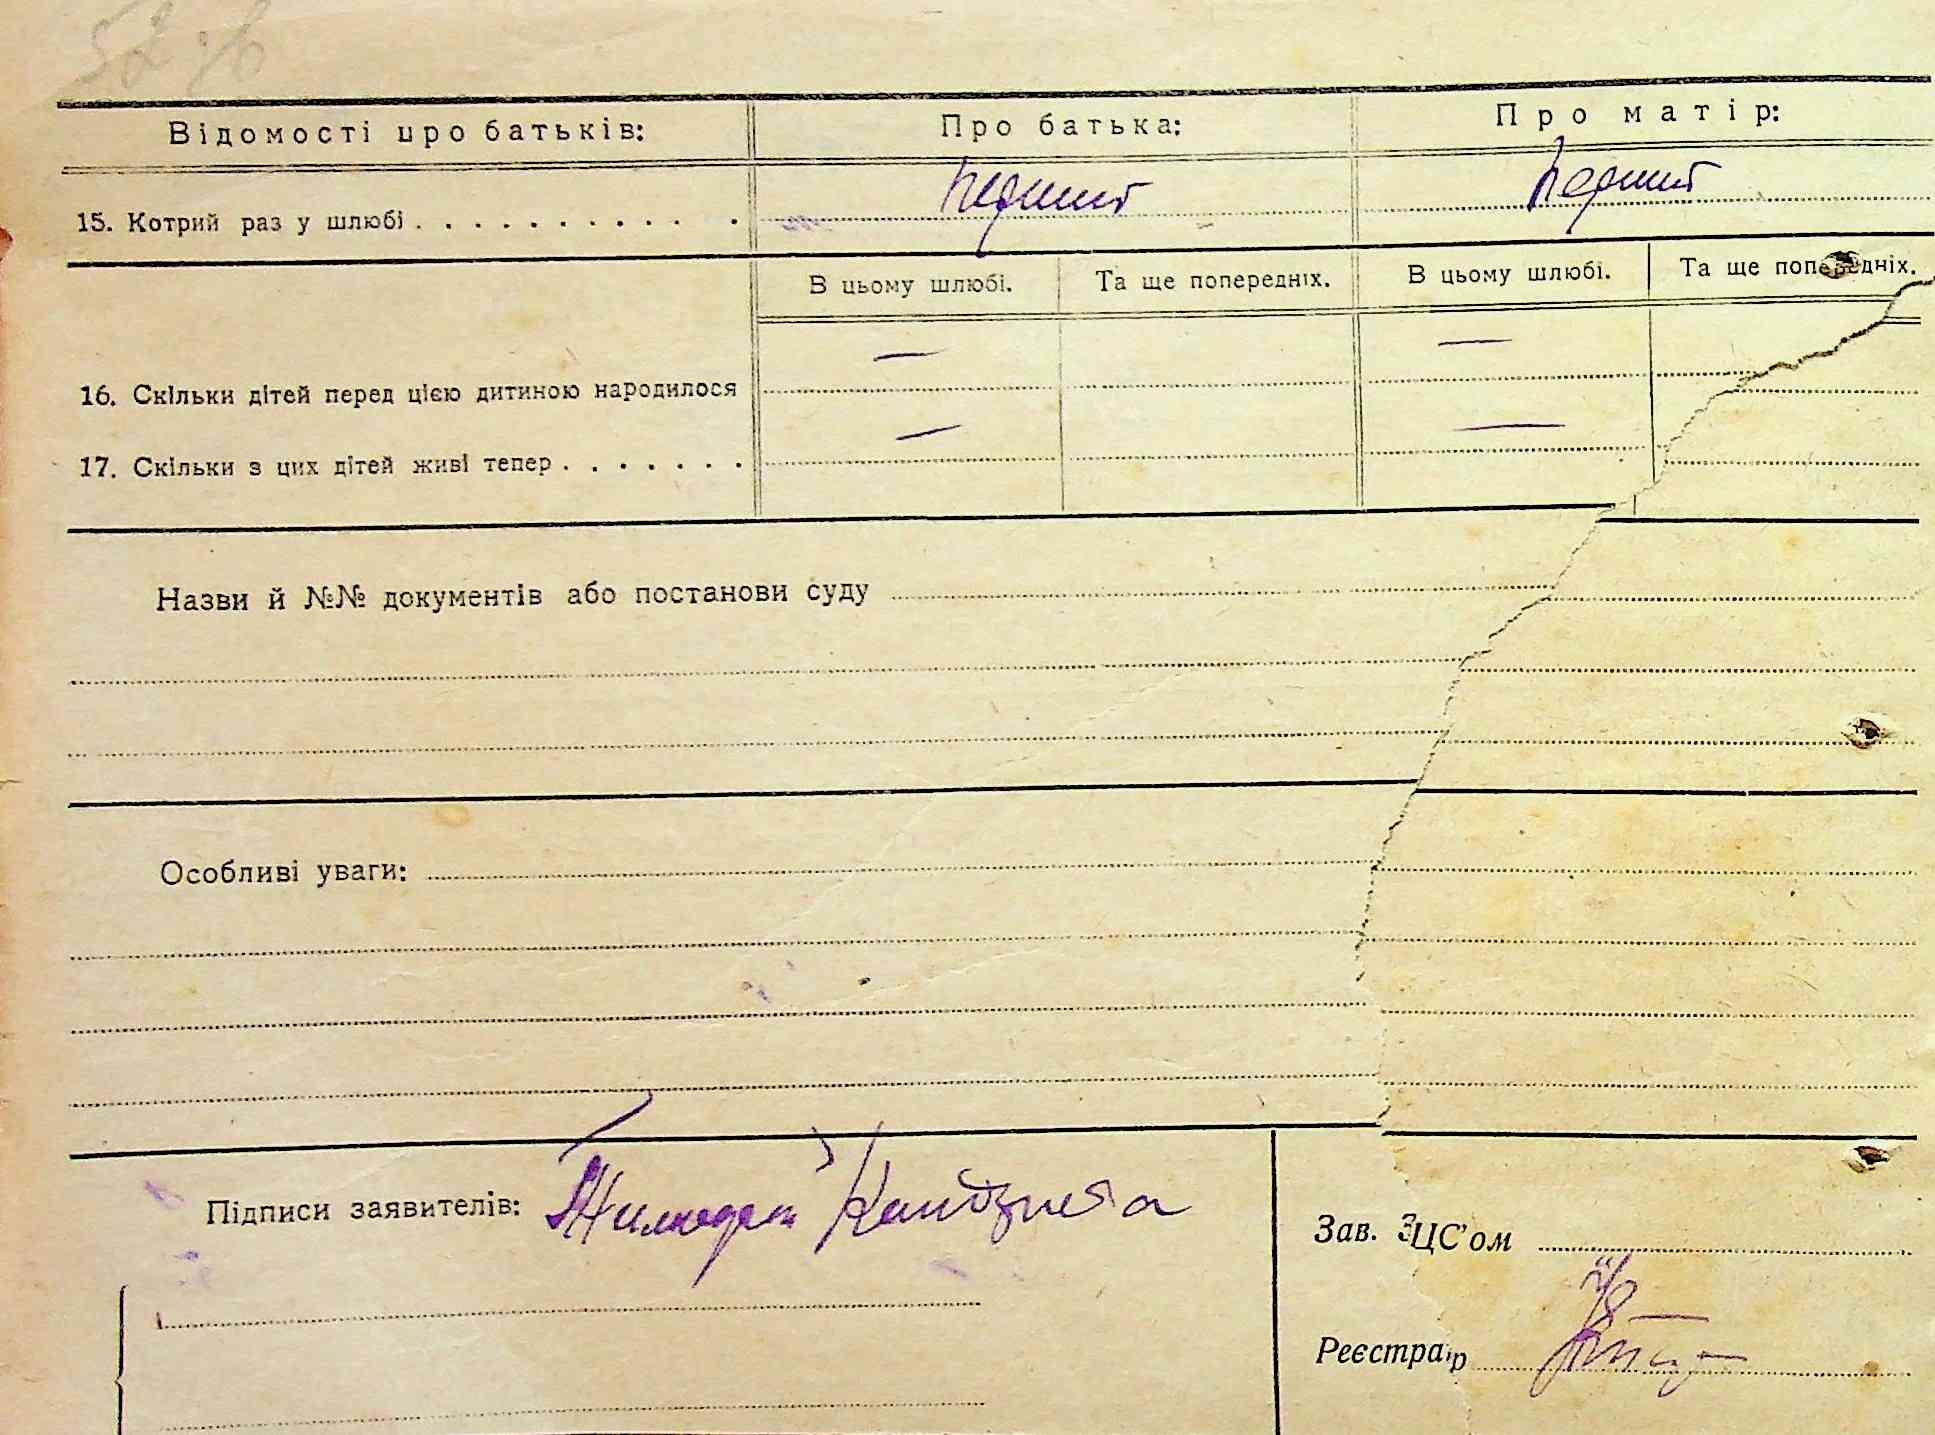 Відомості про батьків: Про батька: Про матір:
15. Котрий раз у шлюбі . . . . . . . . . . . . перший перший
В цьому шлюбі. Та ще попередніх. В цьому шлюбі. Та ще попередніх.
16. Скільки дітей перед цією дитиною народилося — —
17. Скільки з цих дітей живі тепер . . . . . . . — —
Назви й №№ документів або постанови суду
Особливі уваги:
Підписи заявителів:
Зав. ЗЦС'ом
Реєстрар